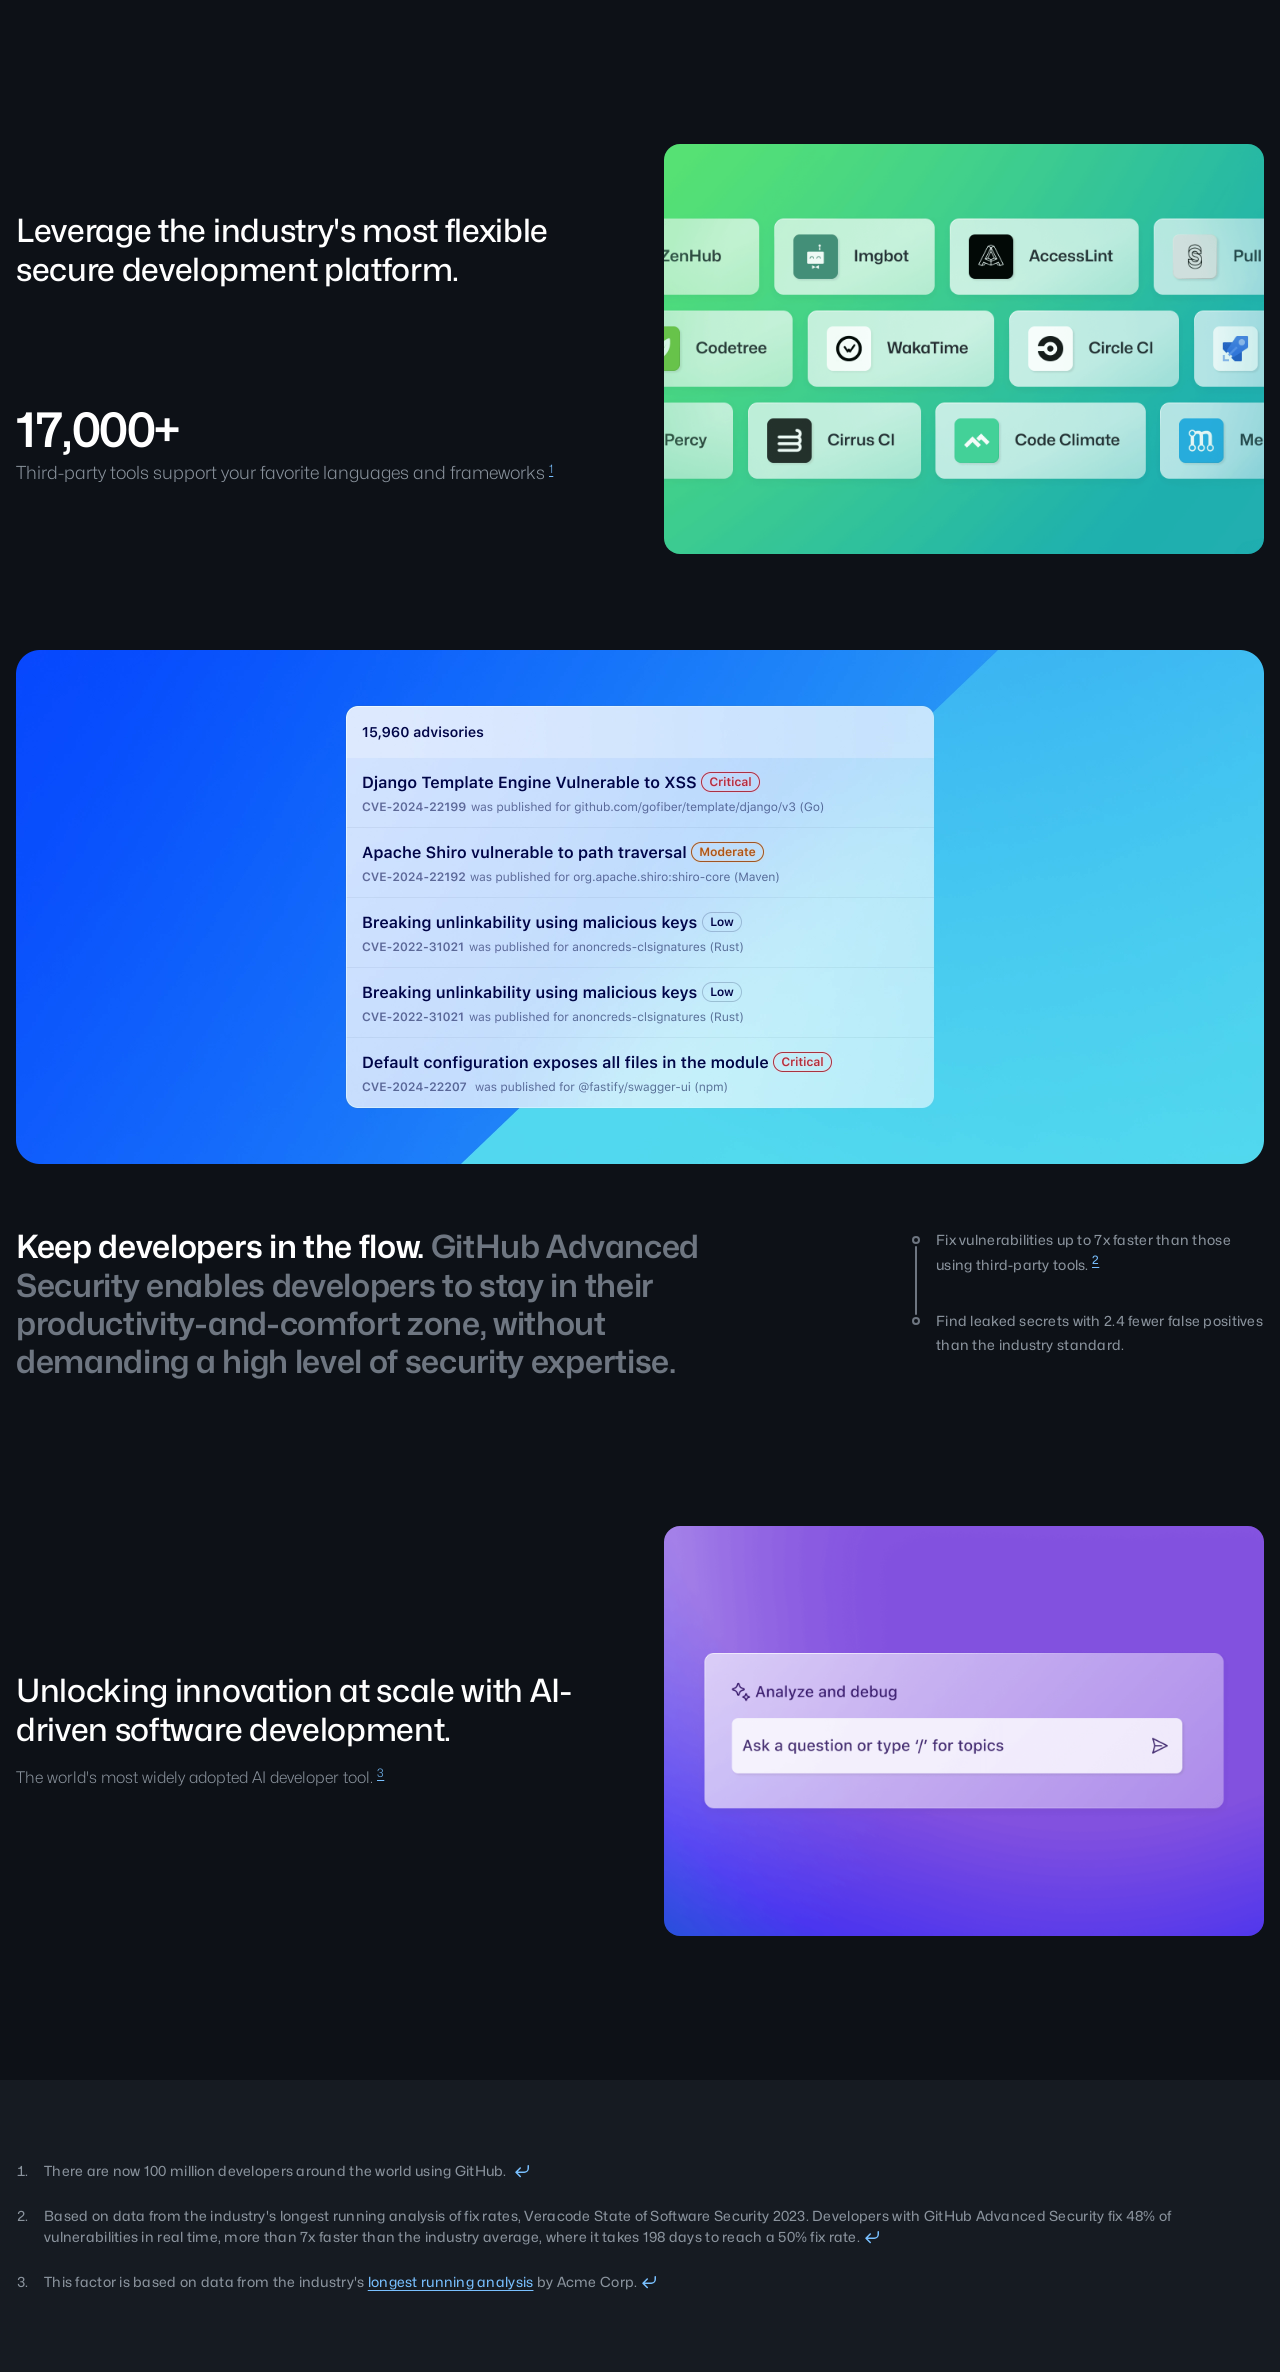 Leverage the industry's most flexible
secure development platform.
17,000+
Third-party tools support your favorite languages and frameworks 1
ZenHub
Imgbot
AccessLint
Pull
Codetree
WakaTime
Circle CI
Percy
Cirrus CI
Code Climate
Me
15,960 advisories
Django Template Engine Vulnerable to XSS Critical
CVE-2024-22199 was published for github.com/gofiber/template/django/v3 (Go)
Apache Shiro vulnerable to path traversal Moderate
CVE-2024-22192 was published for org.apache.shiro:shiro-core (Maven)
Breaking unlinkability using malicious keys Low
CVE-2022-31021 was published for anoncreds-clsignatures (Rust)
Breaking unlinkability using malicious keys Low
CVE-2022-31021 was published for anoncreds-clsignatures (Rust)
Default configuration exposes all files in the module Critical
CVE-2024-22207 was published for @fastify/swagger-ui (npm)
Keep developers in the flow. GitHub Advanced
Security enables developers to stay in their
productivity-and-comfort zone, without
demanding a high level of security expertise.
Fix vulnerabilities up to 7x faster than those
using third-party tools. 2
Find leaked secrets with 2.4 fewer false positives
than the industry standard.
Unlocking innovation at scale with AI-
driven software development.
The world's most widely adopted AI developer tool. 3
Analyze and debug
Ask a question or type ‘/’ for topics
1. There are now 100 million developers around the world using GitHub.
2. Based on data from the industry's longest running analysis of fix rates, Veracode State of Software Security 2023. Developers with GitHub Advanced Security fix 48% of
vulnerabilities in real time, more than 7x faster than the industry average, where it takes 198 days to reach a 50% fix rate.
3. This factor is based on data from the industry's longest running analysis by Acme Corp.